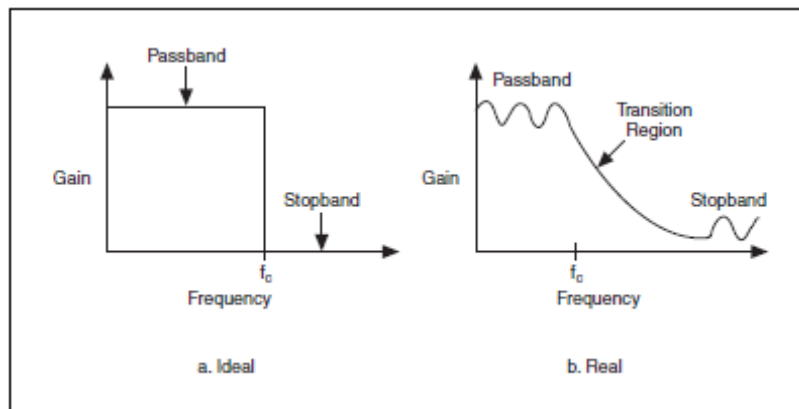 Passband
Gain
Stopband
fc
Frequency
a. Ideal
Passband
Transition
Region
Gain
Stopband
fc
Frequency
b. Real